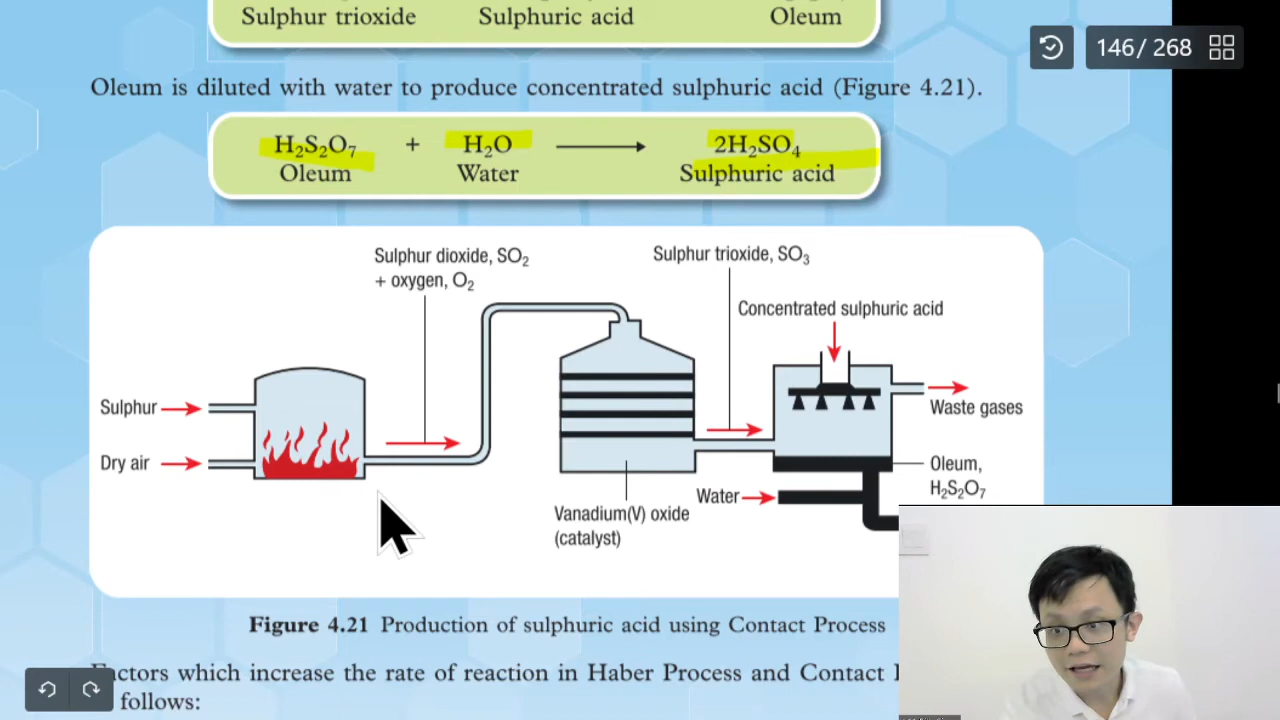 Sulphur trioxide Sulphuric acid Oleum
146/ 268
Oleum is diluted with water to produce concentrated sulphuric acid (Figure 4.21).
H₂S₂O₇ + H₂O ⟶ 2H₂SO₄
Oleum Water Sulphuric acid
Sulphur dioxide, SO₂
+ oxygen, O₂
Sulphur trioxide, SO₃
Concentrated sulphuric acid
Sulphur
Dry air
Waste gases
Oleum,
H₂S₂O₇
Water
Vanadium(V) oxide
(catalyst)
Figure 4.21 Production of sulphuric acid using Contact Process
Factors which increase the rate of reaction in Haber Process and Contact
follows: